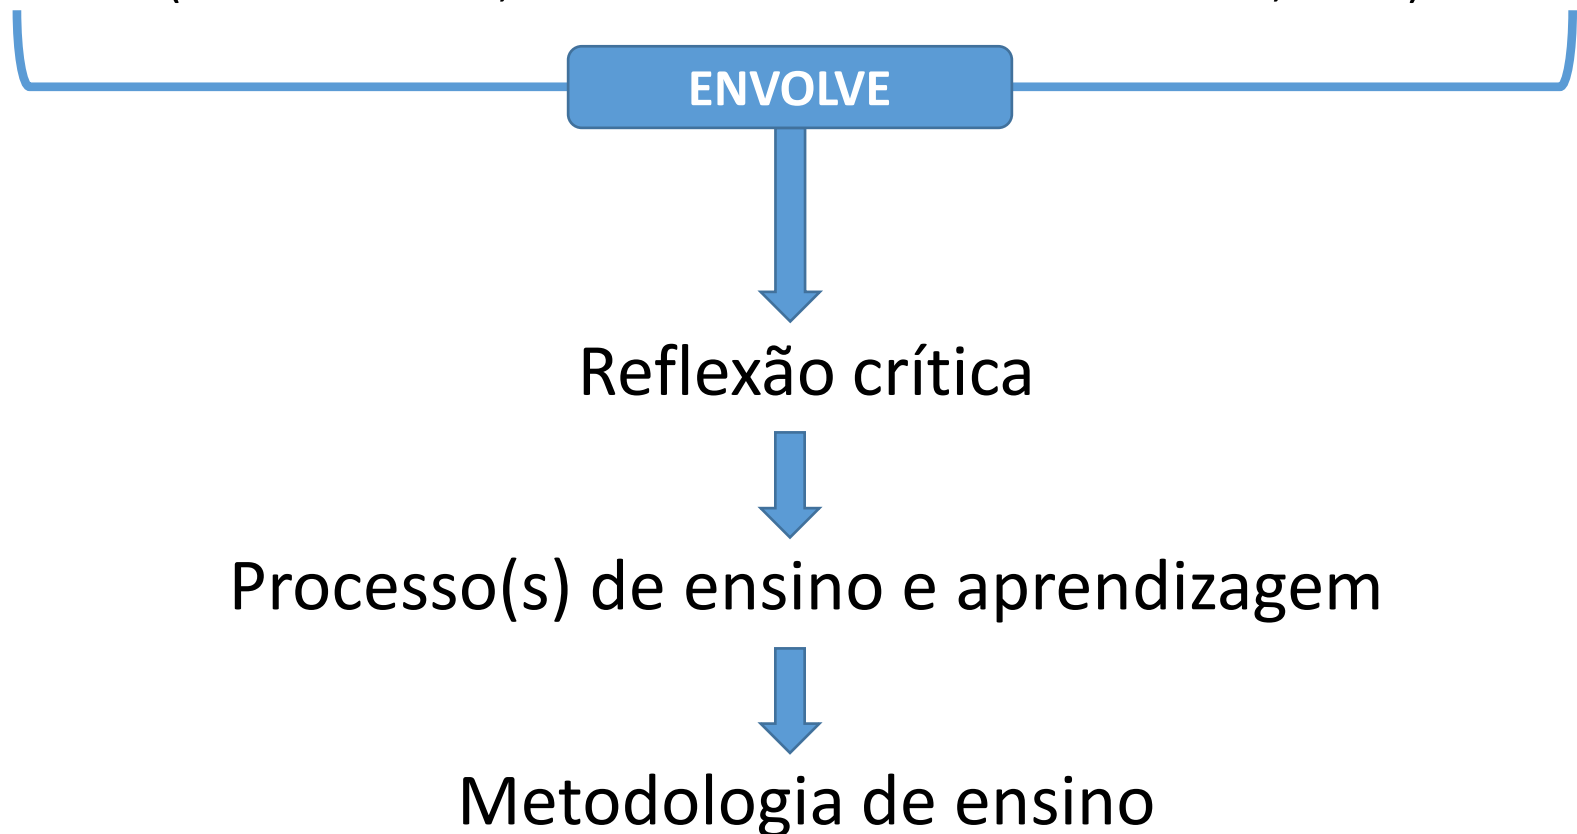 ENVOLVE
Reflexão crítica
Processo(s) de ensino e aprendizagem
Metodologia de ensino